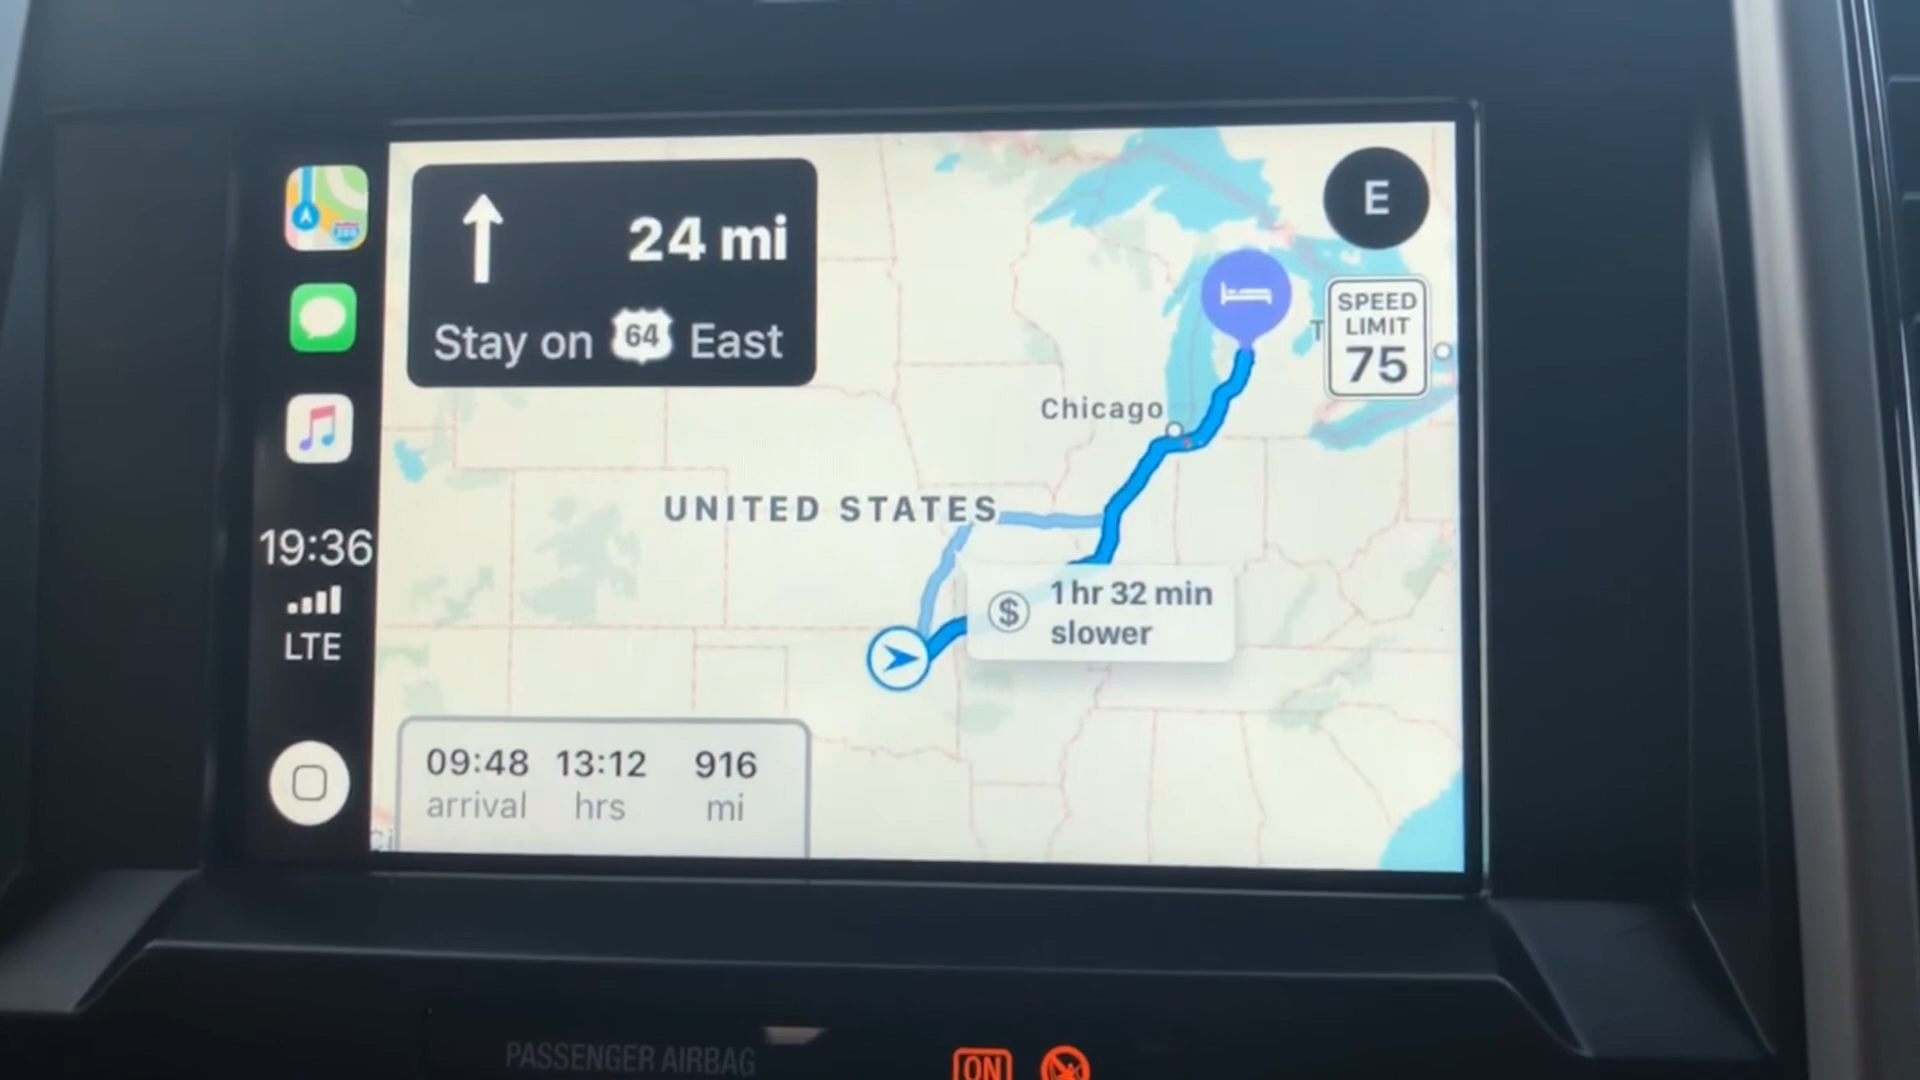 24 mi
Stay on 64 East
E
SPEED
LIMIT
75
Chicago
UNITED STATES
19:36
LTE
$ 1 hr 32 min
slower
09:48 13:12 916
arrival hrs mi
PASSENGER AIRBAG
ON